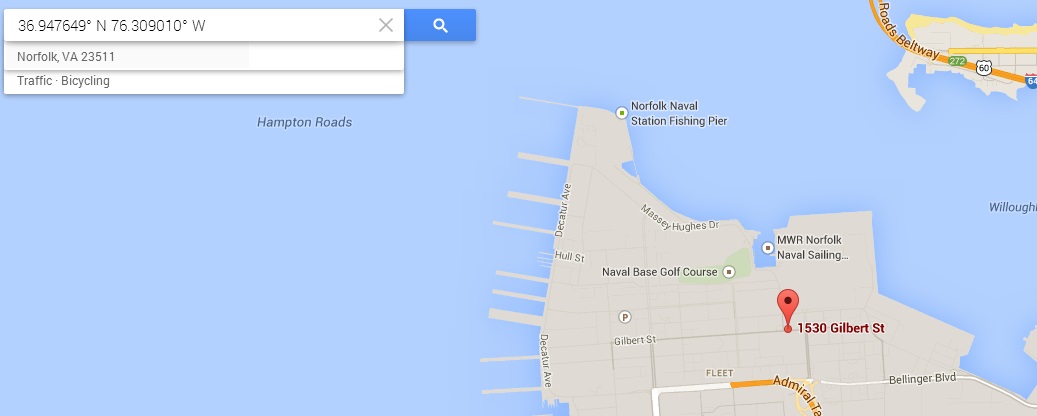 36.947649° N 76.309010° W
Norfolk, VA 23511
Traffic · Bicycling
Roads Beltway
272
60
64
Hampton Roads
Norfolk Naval
Station Fishing Pier
Decatur Ave
Massey Hughes Dr
Willough
MWR Norfolk
Naval Sailing...
Hull St
Naval Base Golf Course
P
1530 Gilbert St
Gilbert St
Decatur Ave
FLEET
Admiral Ta
Bellinger Blvd